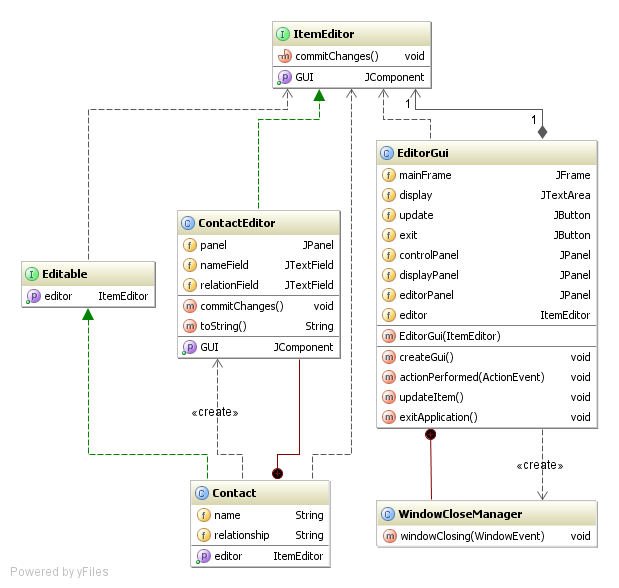 I ItemEditor
m commitChanges() void
p GUI JComponent
1
1
C EditorGui
f mainFrame JFrame
f display JTextArea
f update JButton
f exit JButton
f controlPanel JPanel
f displayPanel JPanel
f editorPanel JPanel
f editor ItemEditor
m EditorGui(ItemEditor)
m createGui() void
m actionPerformed(ActionEvent) void
m updateItem() void
m exitApplication() void
C ContactEditor
f panel JPanel
f nameField JTextField
f relationField JTextField
m commitChanges() void
m toString() String
p GUI JComponent
I Editable
p editor ItemEditor
«create»
«create»
C Contact
f name String
f relationship String
p editor ItemEditor
C WindowCloseManager
m windowClosing(WindowEvent) void
Powered by yFiles